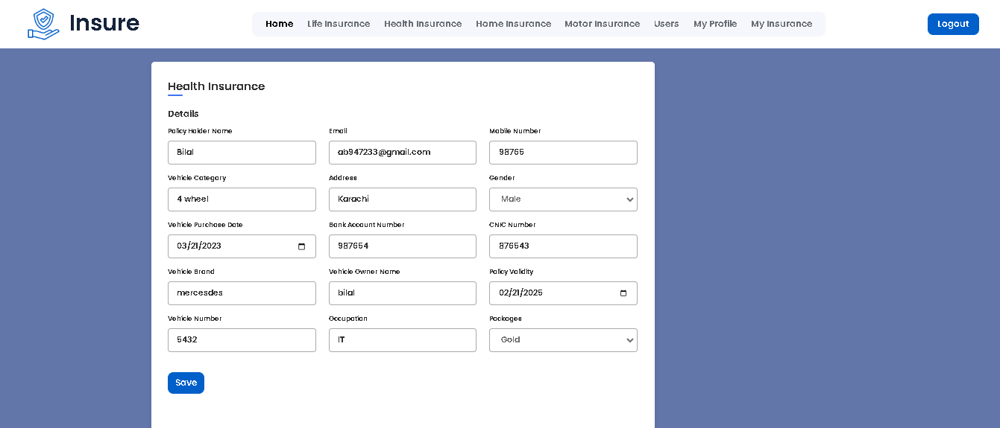 Insure
Home Life Insurance Health Insurance Home Insurance Motor Insurance Users My Profile My Insurance Logout
Health Insurance
Details
Policy Holder Name Email Mobile Number
Bilal ab947233@gmail.com 98765
Vehicle Category Address Gender
4 wheel Karachi Male
Vehicle Purchase Date Bank Account Number CNIC Number
03/21/2023 987654 876543
Vehicle Brand Vehicle Owner Name Policy Validity
mercesdes bilal 02/21/2025
Vehicle Number Occupation Packages
5432 IT Gold
Save